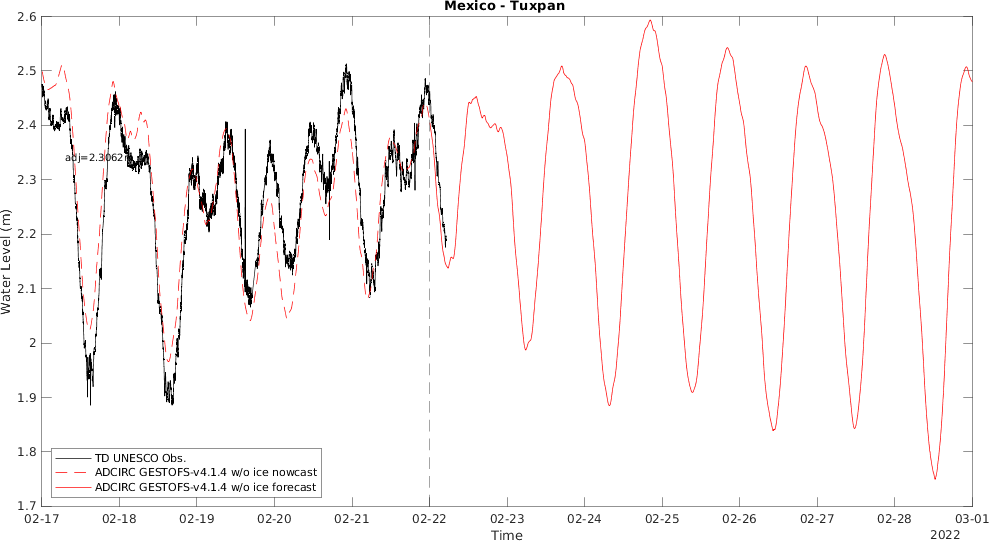 Mexico - Tuxpan
2.6
2.5
2.4
2.3
2.2
2.1
2
1.9
1.8
1.7
Water Level (m)
adj=2.3062m
TD UNESCO Obs.
ADCIRC GESTOFS-v4.1.4 w/o ice nowcast
ADCIRC GESTOFS-v4.1.4 w/o ice forecast
02-17 02-18 02-19 02-20 02-21 02-22 02-23 02-24 02-25 02-26 02-27 02-28 03-01
Time
2022